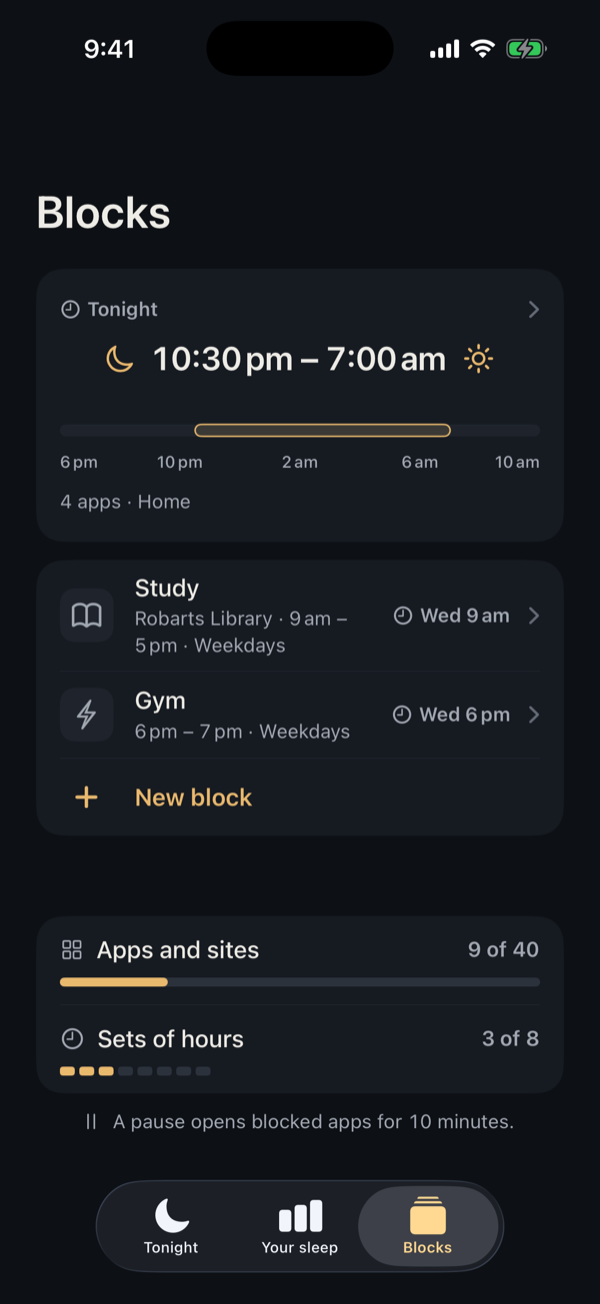 9:41
Blocks
Tonight
10:30 pm – 7:00 am
6 pm 10 pm 2 am 6 am 10 am
4 apps · Home
Study
Robarts Library · 9 am –
5 pm · Weekdays
Wed 9 am
Gym
6 pm – 7 pm · Weekdays
Wed 6 pm
New block
Apps and sites 9 of 40
Sets of hours 3 of 8
A pause opens blocked apps for 10 minutes.
Tonight Your sleep Blocks